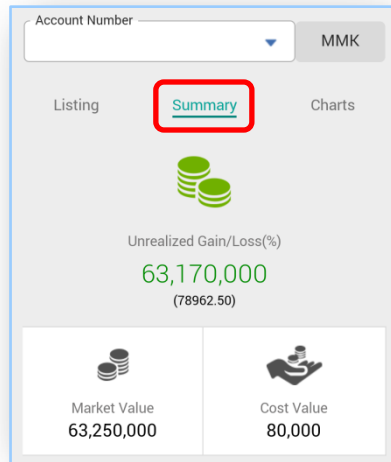 Account Number
MMK
Listing Summary Charts
Unrealized Gain/Loss(%)
63,170,000
(78962.50)
Market Value Cost Value
63,250,000 80,000